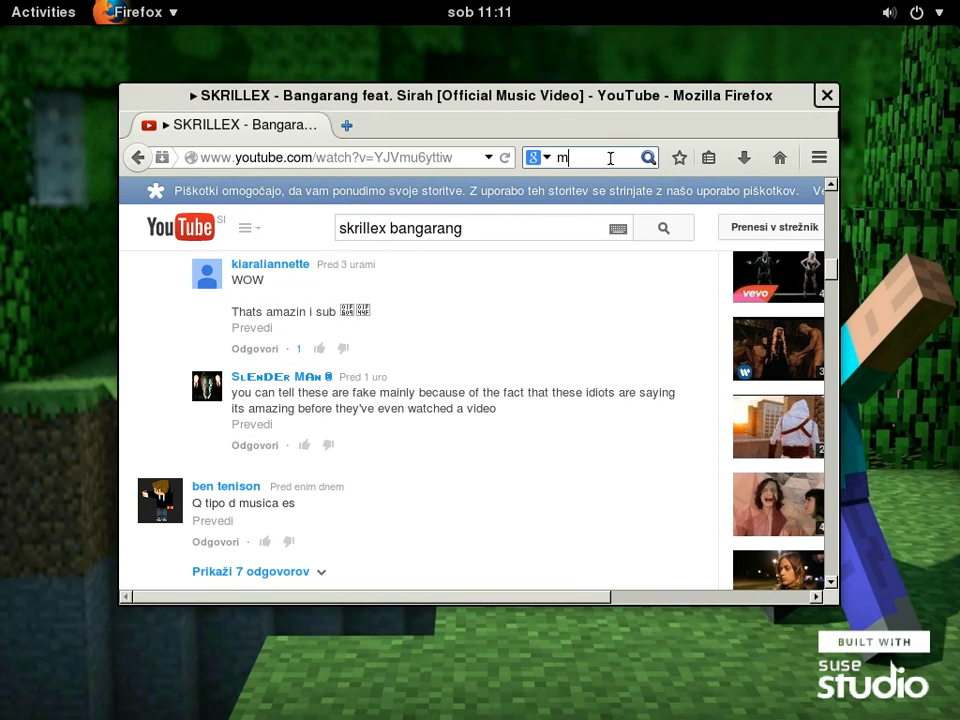 Activities Firefox sob 11:11
▸ SKRILLEX - Bangarang feat. Sirah [Official Music Video] - YouTube - Mozilla Firefox
▸ SKRILLEX - Bangara…
www.youtube.com/watch?v=YJVmu6yttiw 8 m
Piškotki omogočajo, da vam ponudimo svoje storitve. Z uporabo teh storitev se strinjate z našo uporabo piškotkov. Ve
YouTube SI skrillex bangarang Prenesi v strežnik
kiaraliannette Pred 3 urami
WOW
Thats amazin i sub
Prevedi
Odgovori · 1
vevo
SLENDER MAN Pred 1 uro
you can tell these are fake mainly because of the fact that these idiots are saying
its amazing before they've even watched a video
Prevedi
Odgovori ·
ben tenison Pred enim dnem
Q tipo d musica es
Prevedi
Odgovori ·
Prikaži 7 odgovorov
BUILT WITH
suse
studio